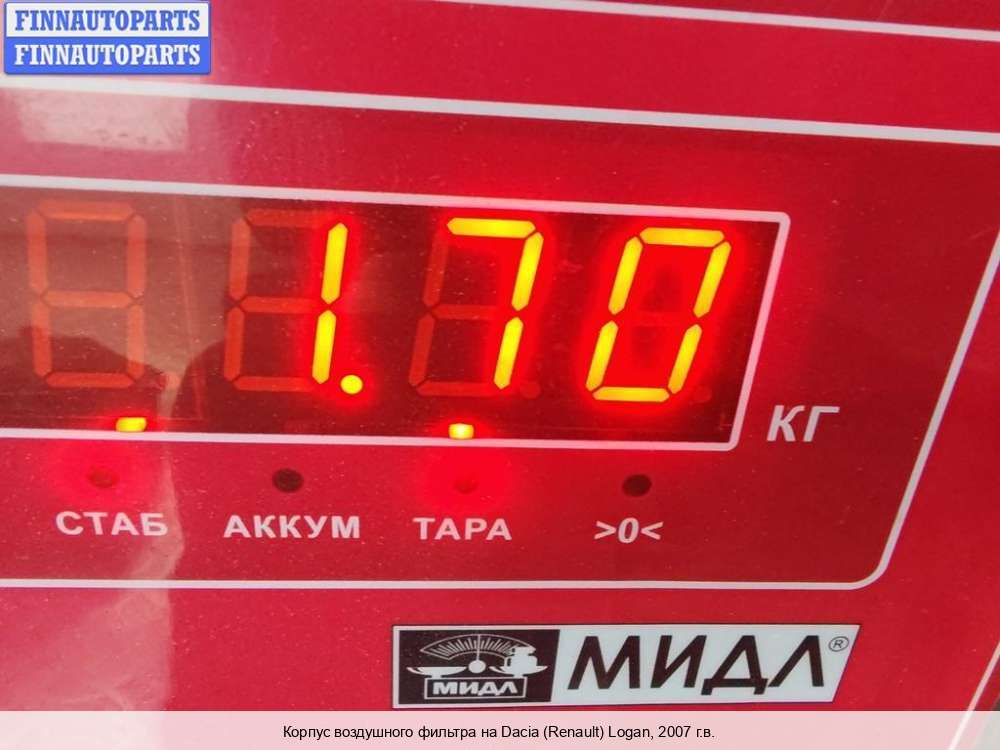 FINNAUTOPARTS
FINNAUTOPARTS
1.70
КГ
СТАБ АККУМ ТАРА >0<
МИДЛ МИДЛ®
Корпус воздушного фильтра на Dacia (Renault) Logan, 2007 г.в.